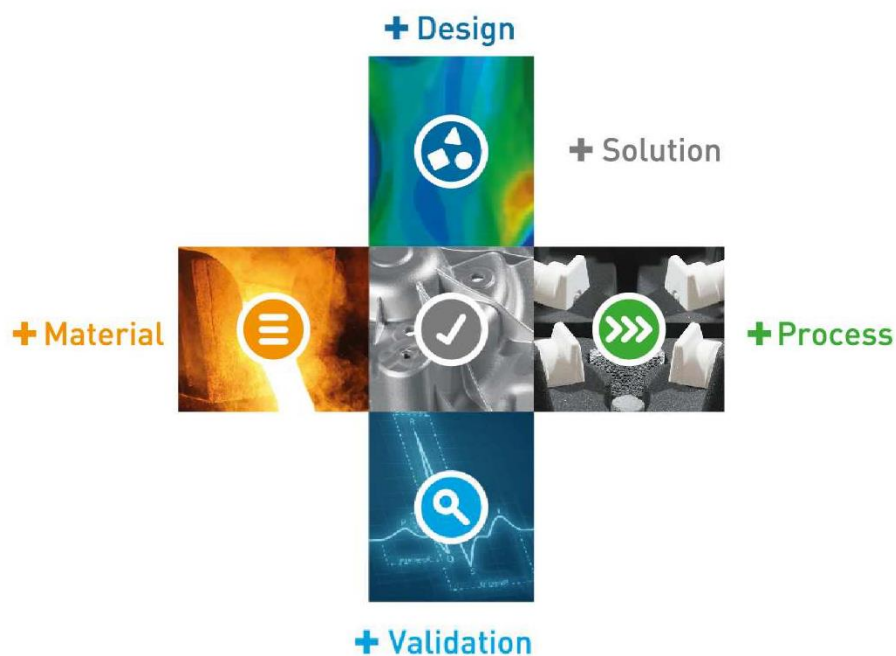 + Design
+ Solution
+ Material
+ Process
+ Validation